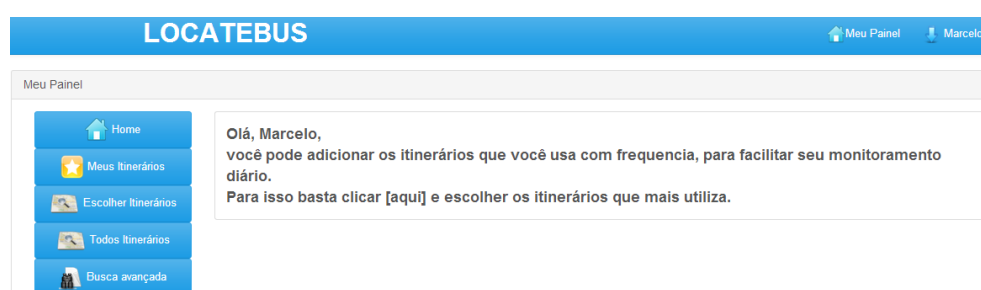 LOCATEBUS
Meu Painel
Marcelo
Meu Painel
Home
Meus Itinerários
Escolher Itinerários
Todos Itinerários
Busca avançada
Olá, Marcelo,
você pode adicionar os itinerários que você usa com frequencia, para facilitar seu monitoramento
diário.
Para isso basta clicar [aqui] e escolher os itinerários que mais utiliza.